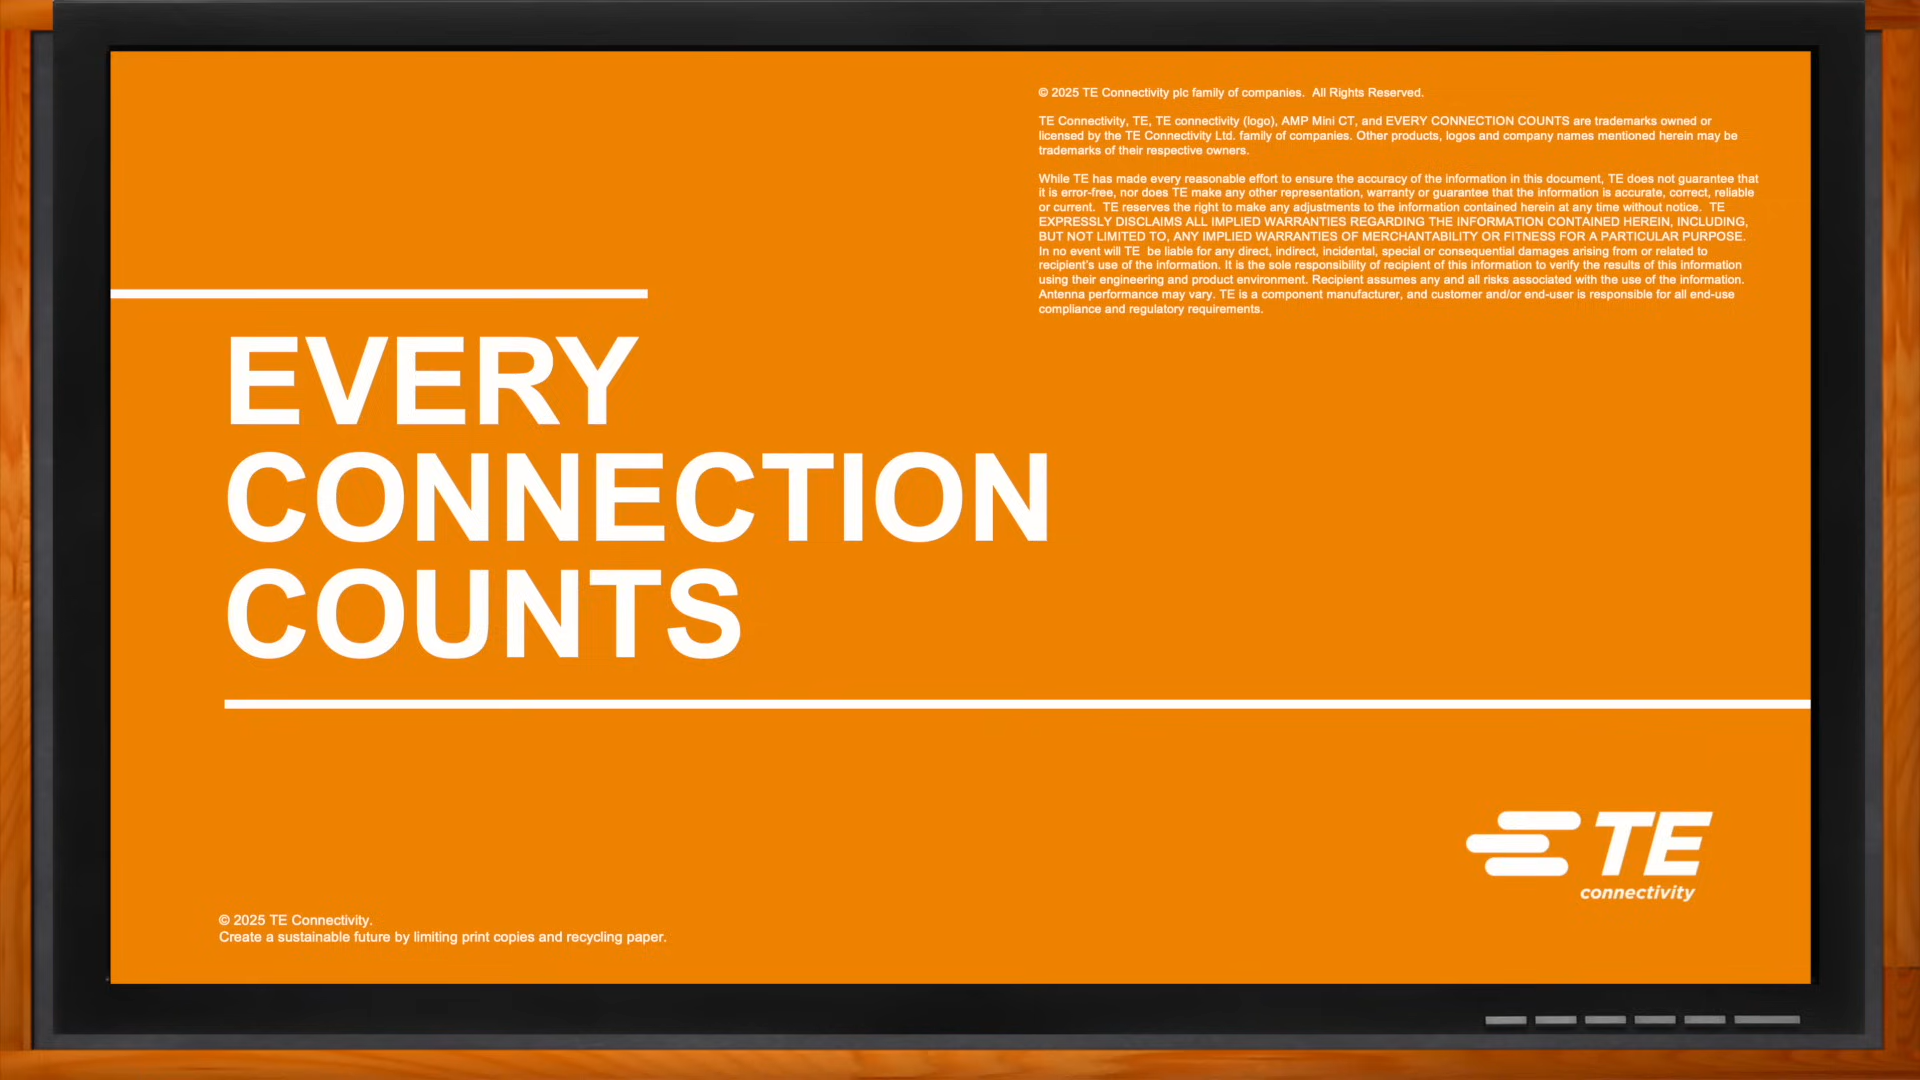 © 2025 TE Connectivity plc family of companies.  All Rights Reserved.
TE Connectivity, TE, TE connectivity (logo), AMP Mini CT, and EVERY CONNECTION COUNTS are trademarks owned or
licensed by the TE Connectivity Ltd. family of companies. Other products, logos and company names mentioned herein may be
trademarks of their respective owners.
While TE has made every reasonable effort to ensure the accuracy of the information in this document, TE does not guarantee that
it is error-free, nor does TE make any other representation, warranty or guarantee that the information is accurate, correct, reliable
or current.  TE reserves the right to make any adjustments to the information contained herein at any time without notice.  TE
EXPRESSLY DISCLAIMS ALL IMPLIED WARRANTIES REGARDING THE INFORMATION CONTAINED HEREIN, INCLUDING,
BUT NOT LIMITED TO, ANY IMPLIED WARRANTIES OF MERCHANTABILITY OR FITNESS FOR A PARTICULAR PURPOSE.
In no event will TE  be liable for any direct, indirect, incidental, special or consequential damages arising from or related to
recipient's use of the information. It is the sole responsibility of recipient of this information to verify the results of this information
using their engineering and product environment. Recipient assumes any and all risks associated with the use of the information.
Antenna performance may vary. TE is a component manufacturer, and customer and/or end-user is responsible for all end-use
compliance and regulatory requirements.
EVERY
CONNECTION
COUNTS
TE
connectivity
© 2025 TE Connectivity.
Create a sustainable future by limiting print copies and recycling paper.